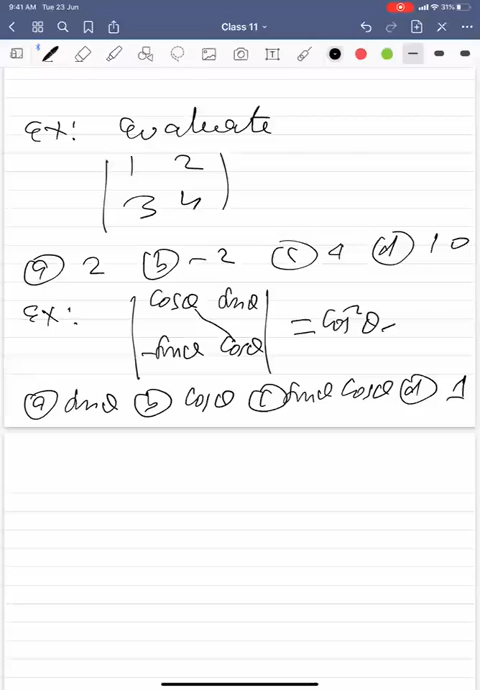 9:41 AM Tue 23 Jun 31%
Class 11
Ex: Evaluate
| 1 2
3 4 |
(a) 2 (b) -2 (c) 4 (d) 10
Ex: | cosθ sinθ
-sinθ cosθ | = cos²θ-
(a) sinθ (b) cosθ (c) sinθ cosθ (d) 1